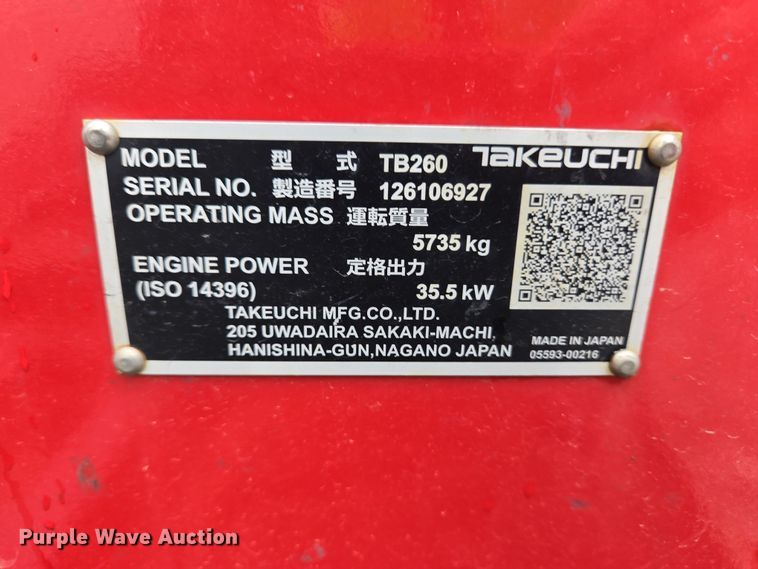 MODEL 型式 TB260 TAKEUCHI
SERIAL NO. 製造番号 126106927
OPERATING MASS 運転質量
5735 kg
ENGINE POWER 定格出力
(ISO 14396) 35.5 kW
TAKEUCHI MFG.CO.,LTD.
205 UWADAIRA SAKAKI-MACHI,
HANISHINA-GUN,NAGANO JAPAN
MADE IN JAPAN
05593-00216
Purple Wave Auction